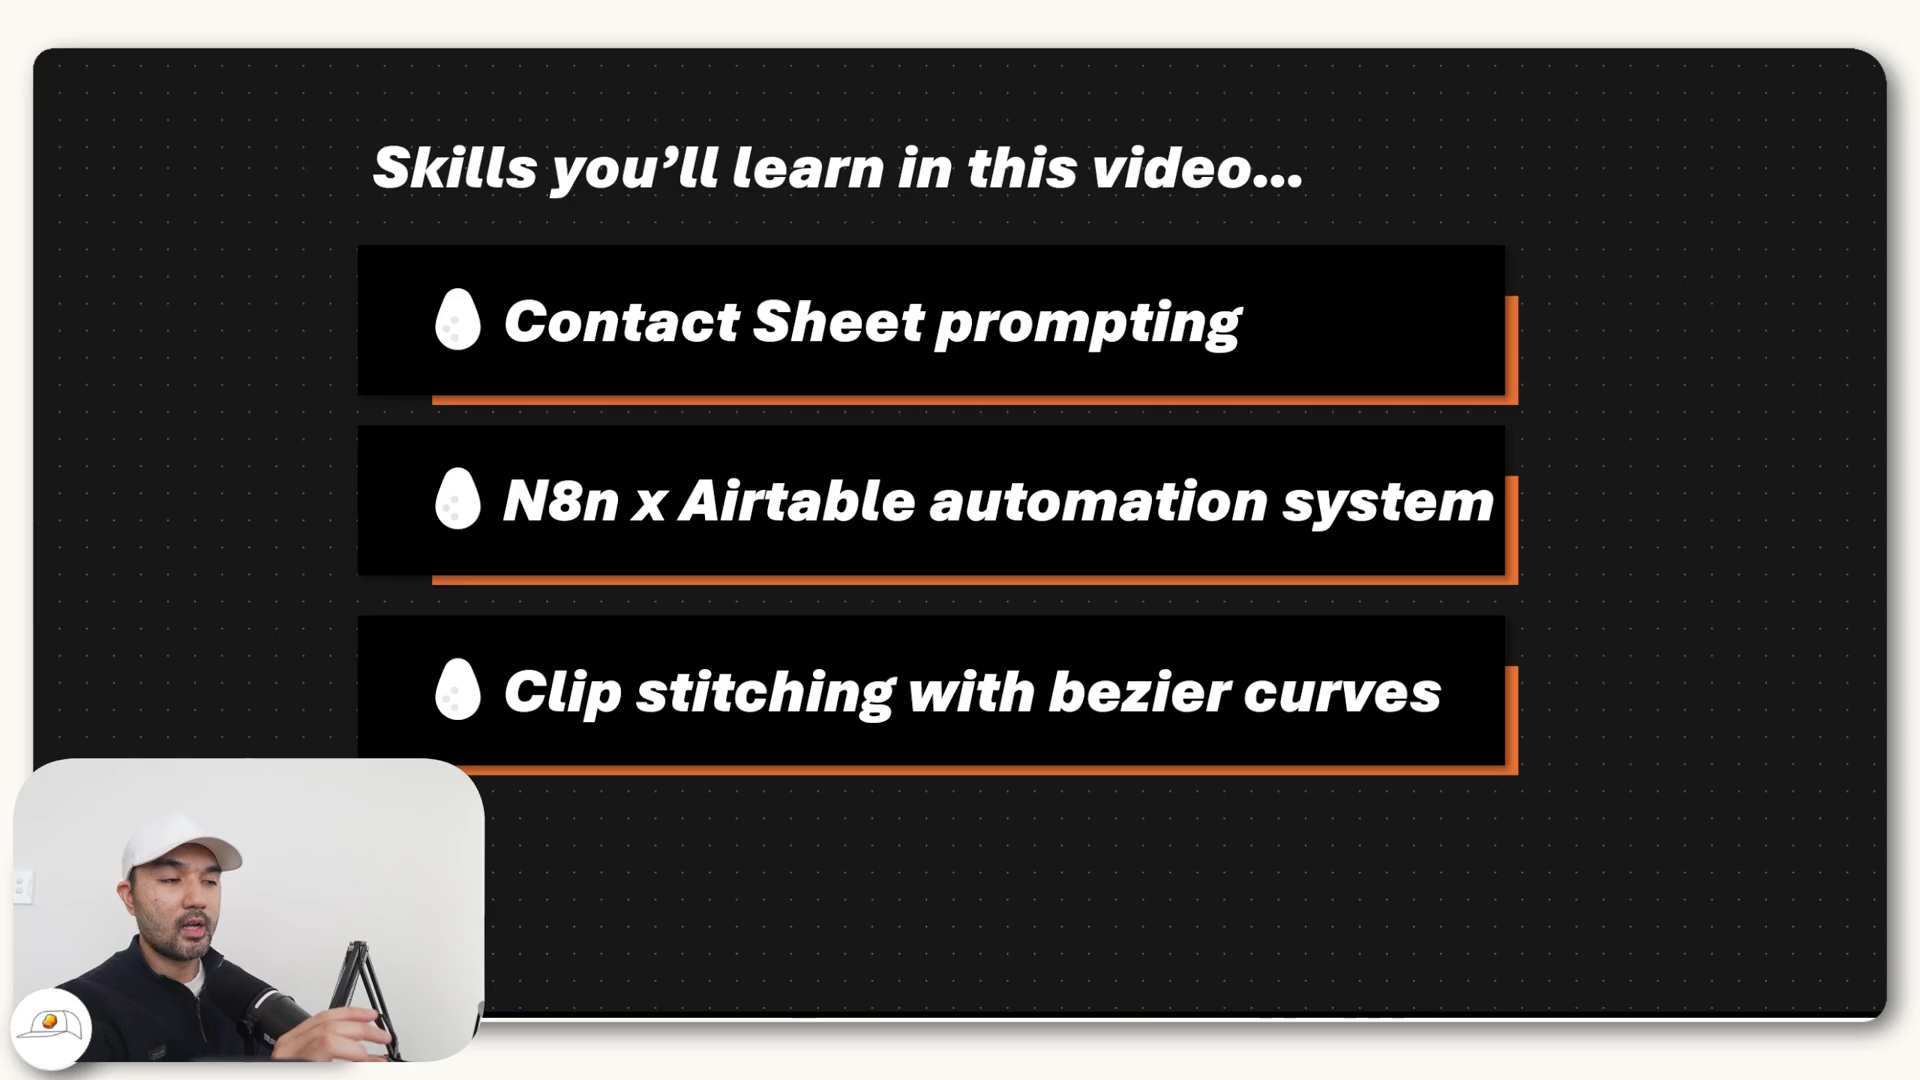 Skills you’ll learn in this video...
Contact Sheet prompting
N8n x Airtable automation system
Clip stitching with bezier curves